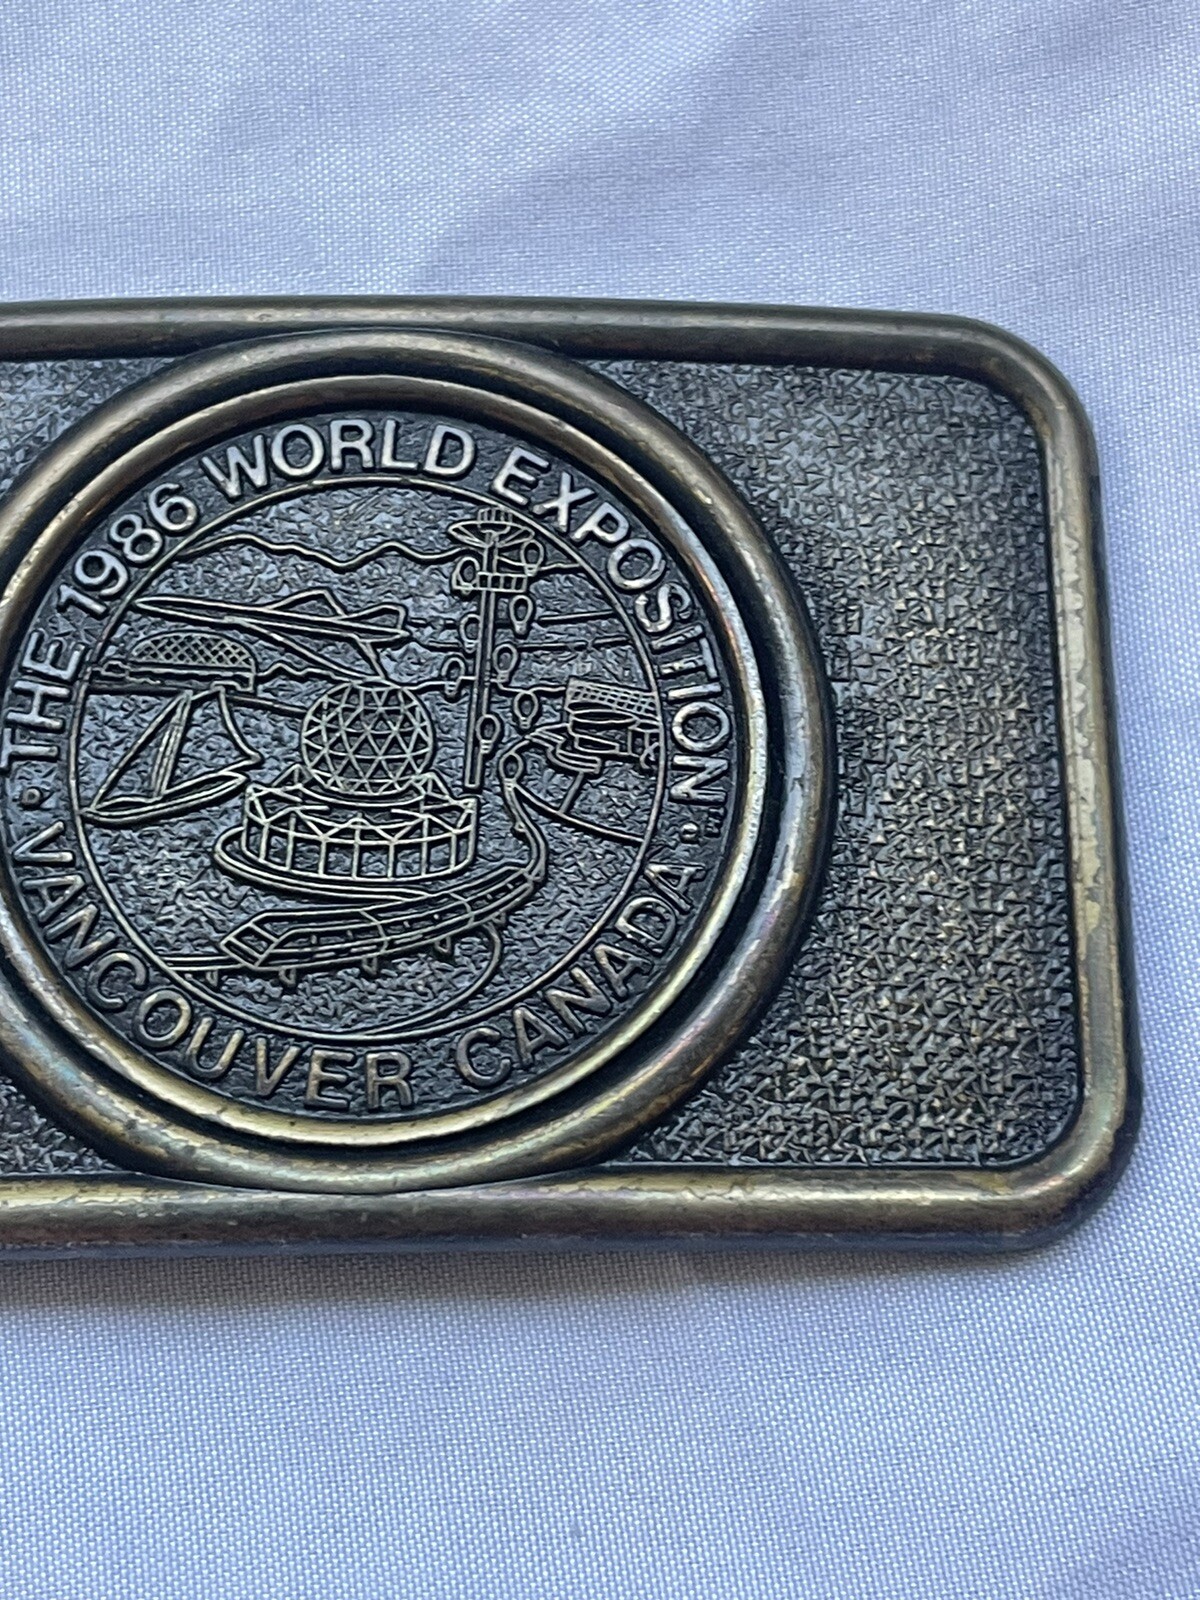 · THE 1986 WORLD EXPOSITION ·
VANCOUVER CANADA